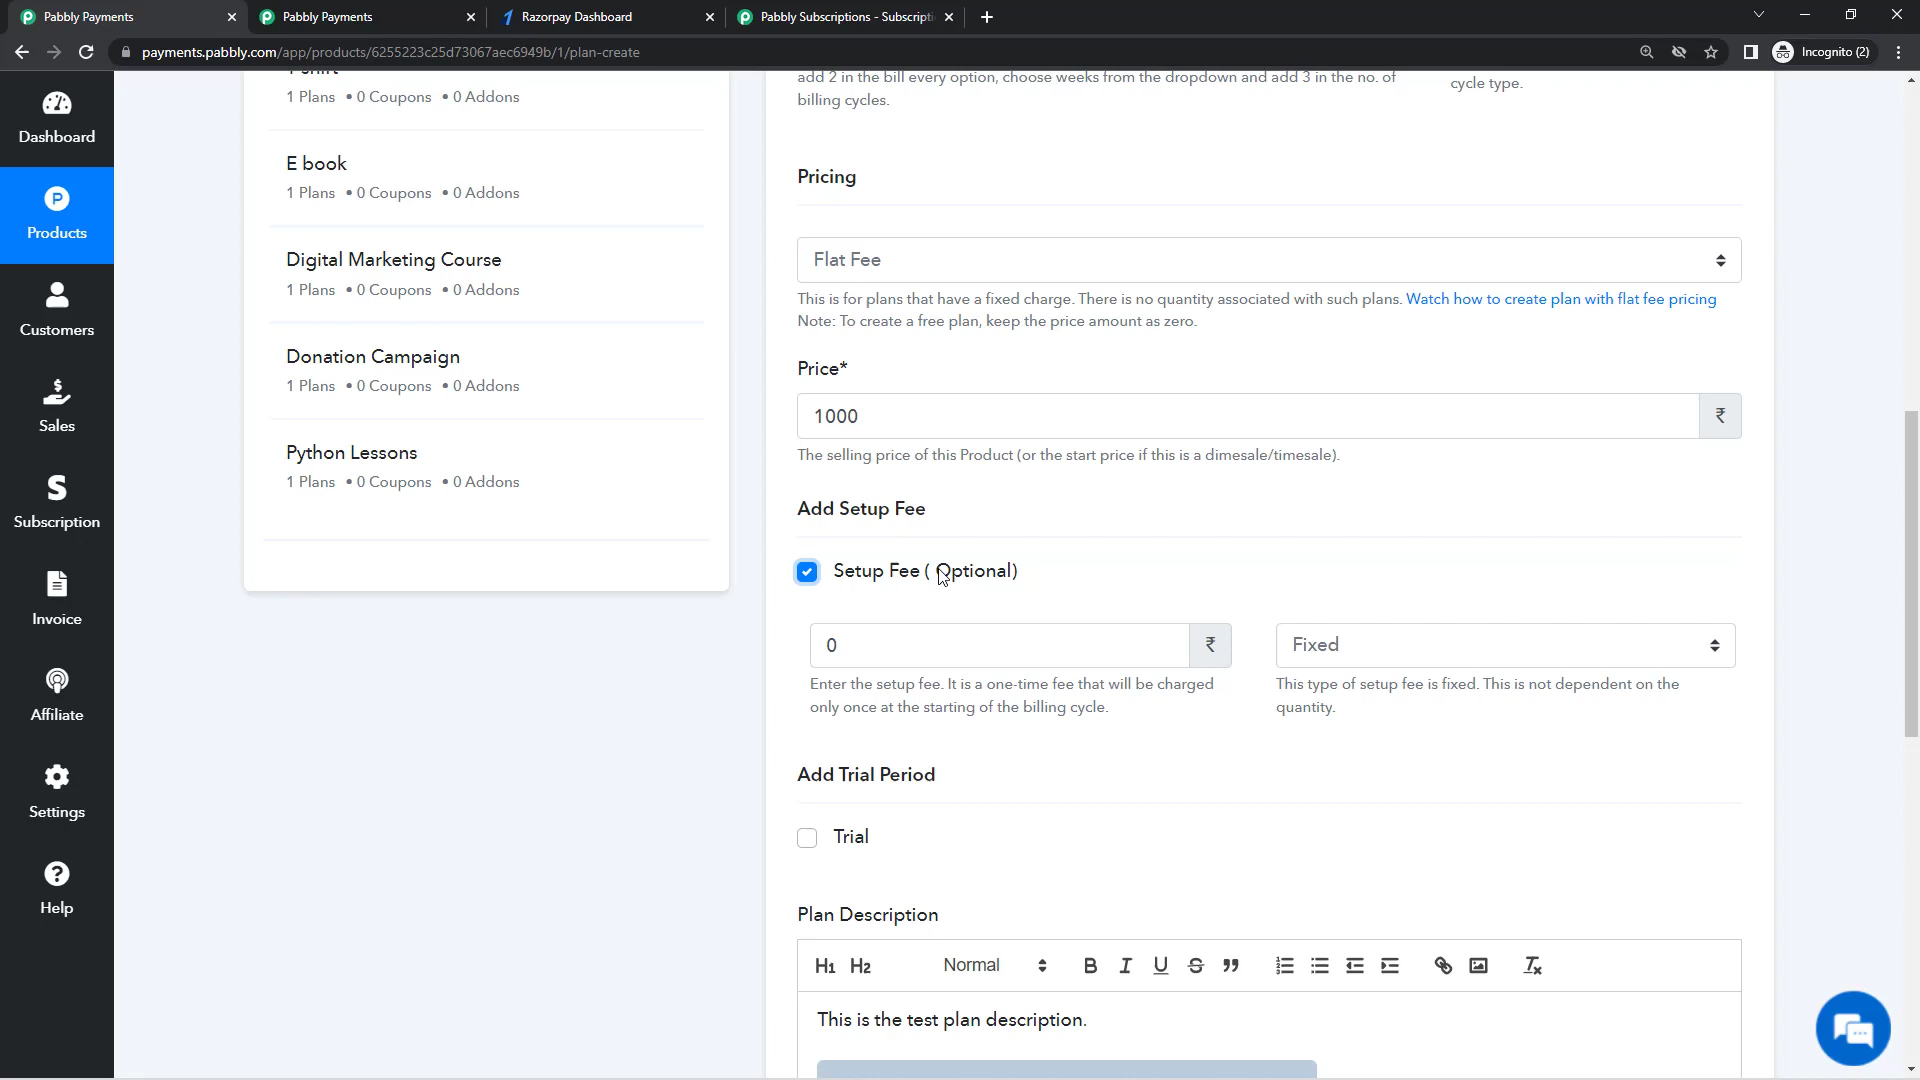 Pabbly Payments
Pabbly Payments
Razorpay Dashboard
Pabbly Subscriptions - Subscripti
payments.pabbly.com/app/products/6255223c25d73067aec6949b/1/plan-create
Incognito (2)
Dashboard
Products
Customers
Sales
Subscription
Invoice
Affiliate
Settings
Help
1 Plans • 0 Coupons • 0 Addons
E book
1 Plans • 0 Coupons • 0 Addons
Digital Marketing Course
1 Plans • 0 Coupons • 0 Addons
Donation Campaign
1 Plans • 0 Coupons • 0 Addons
Python Lessons
1 Plans • 0 Coupons • 0 Addons
add 2 in the bill every option, choose weeks from the dropdown and add 3 in the no. of
billing cycles.
cycle type.
Pricing
Flat Fee
This is for plans that have a fixed charge. There is no quantity associated with such plans. Watch how to create plan with flat fee pricing
Note: To create a free plan, keep the price amount as zero.
Price*
1000 ₹
The selling price of this Product (or the start price if this is a dimesale/timesale).
Add Setup Fee
Setup Fee ( Optional)
0 ₹
Enter the setup fee. It is a one-time fee that will be charged
only once at the starting of the billing cycle.
Fixed
This type of setup fee is fixed. This is not dependent on the
quantity.
Add Trial Period
Trial
Plan Description
H1 H2 Normal B I U S
This is the test plan description.